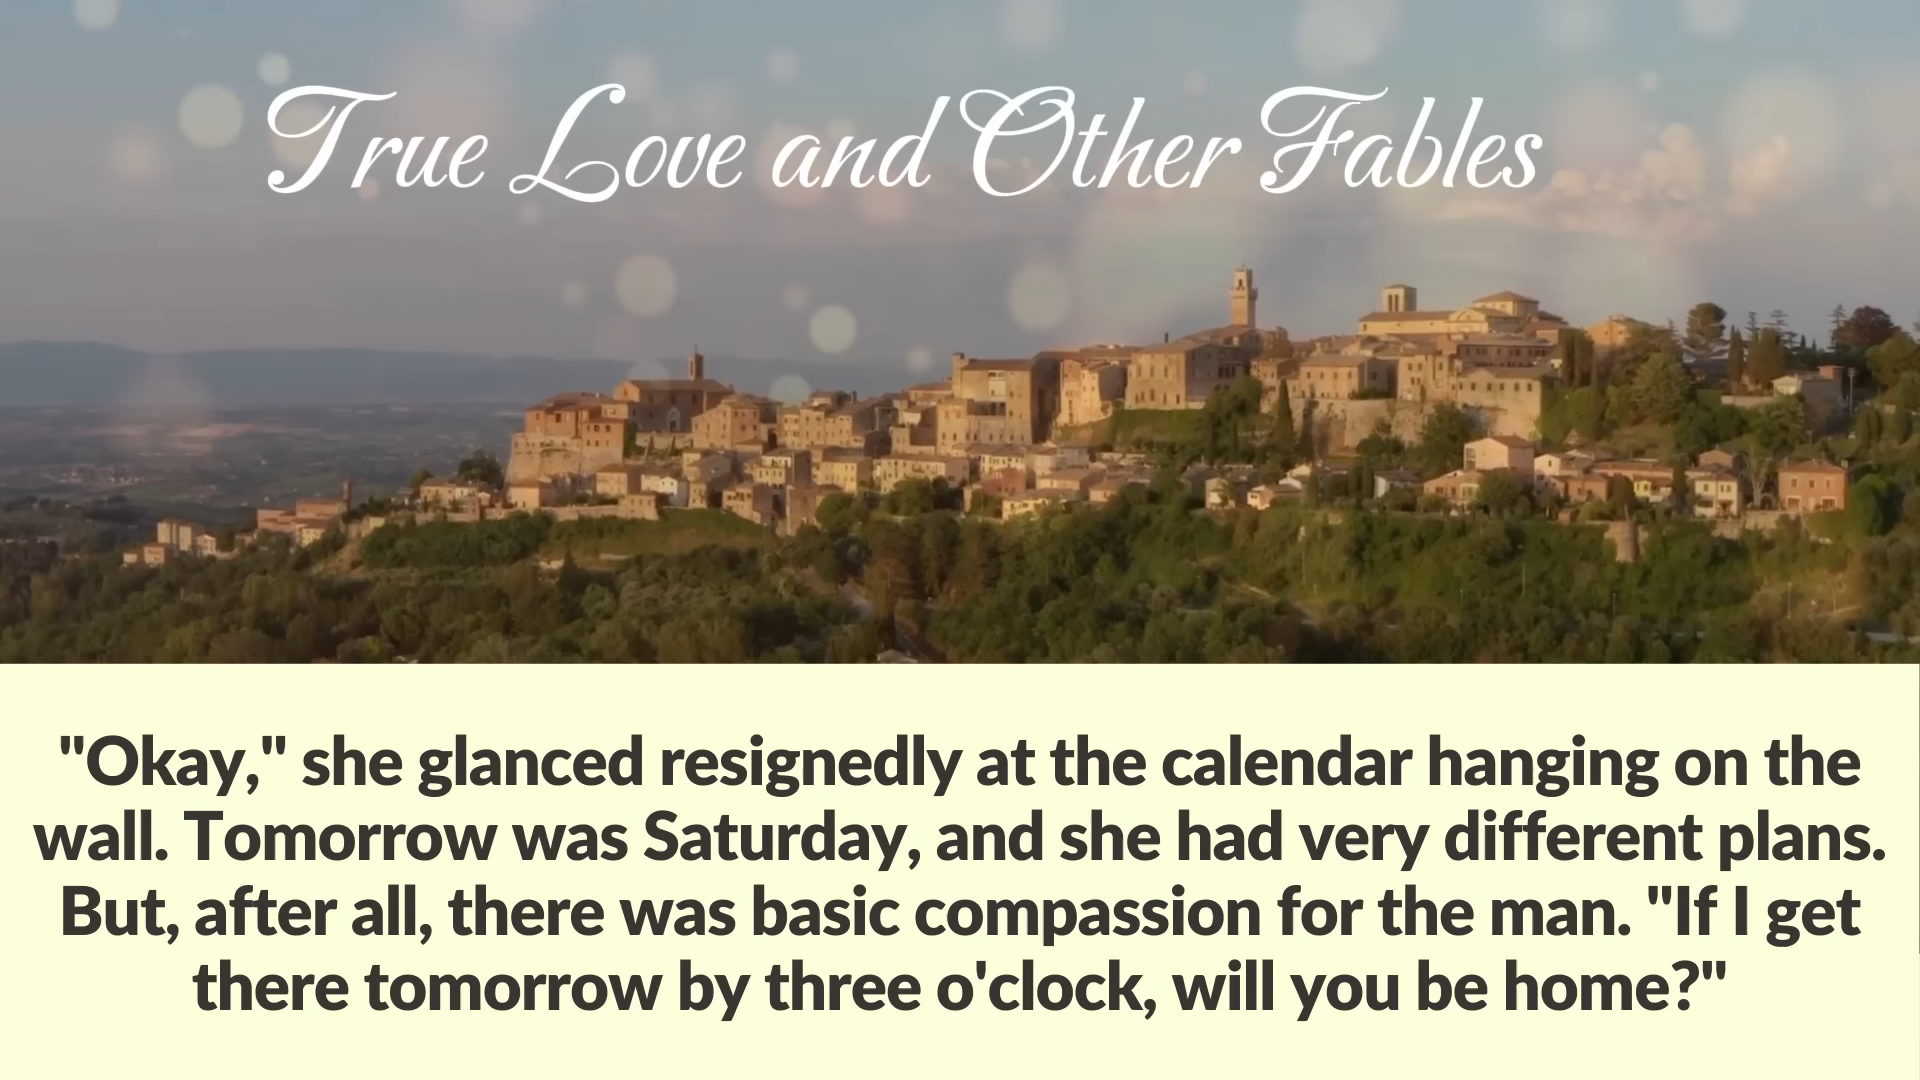 True Love and Other Fables
"Okay," she glanced resignedly at the calendar hanging on the
wall. Tomorrow was Saturday, and she had very different plans.
But, after all, there was basic compassion for the man. "If I get
there tomorrow by three o'clock, will you be home?"